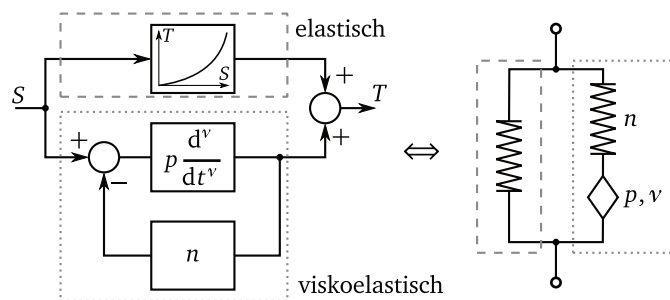 elastisch
T
S
S
+
T
+
+
−
p d^ν/dt^ν
n
viskoelastisch
⇔
n
p, ν